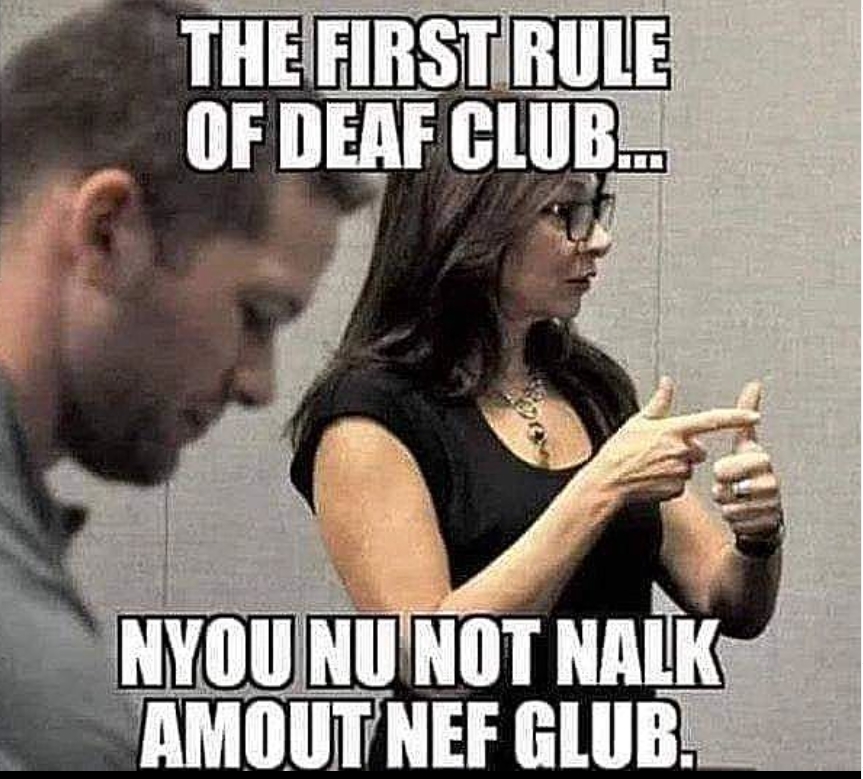 THE FIRST RULE
OF DEAF CLUB...
NYOU NU NOT NALK
AMOUT NEF GLUB.